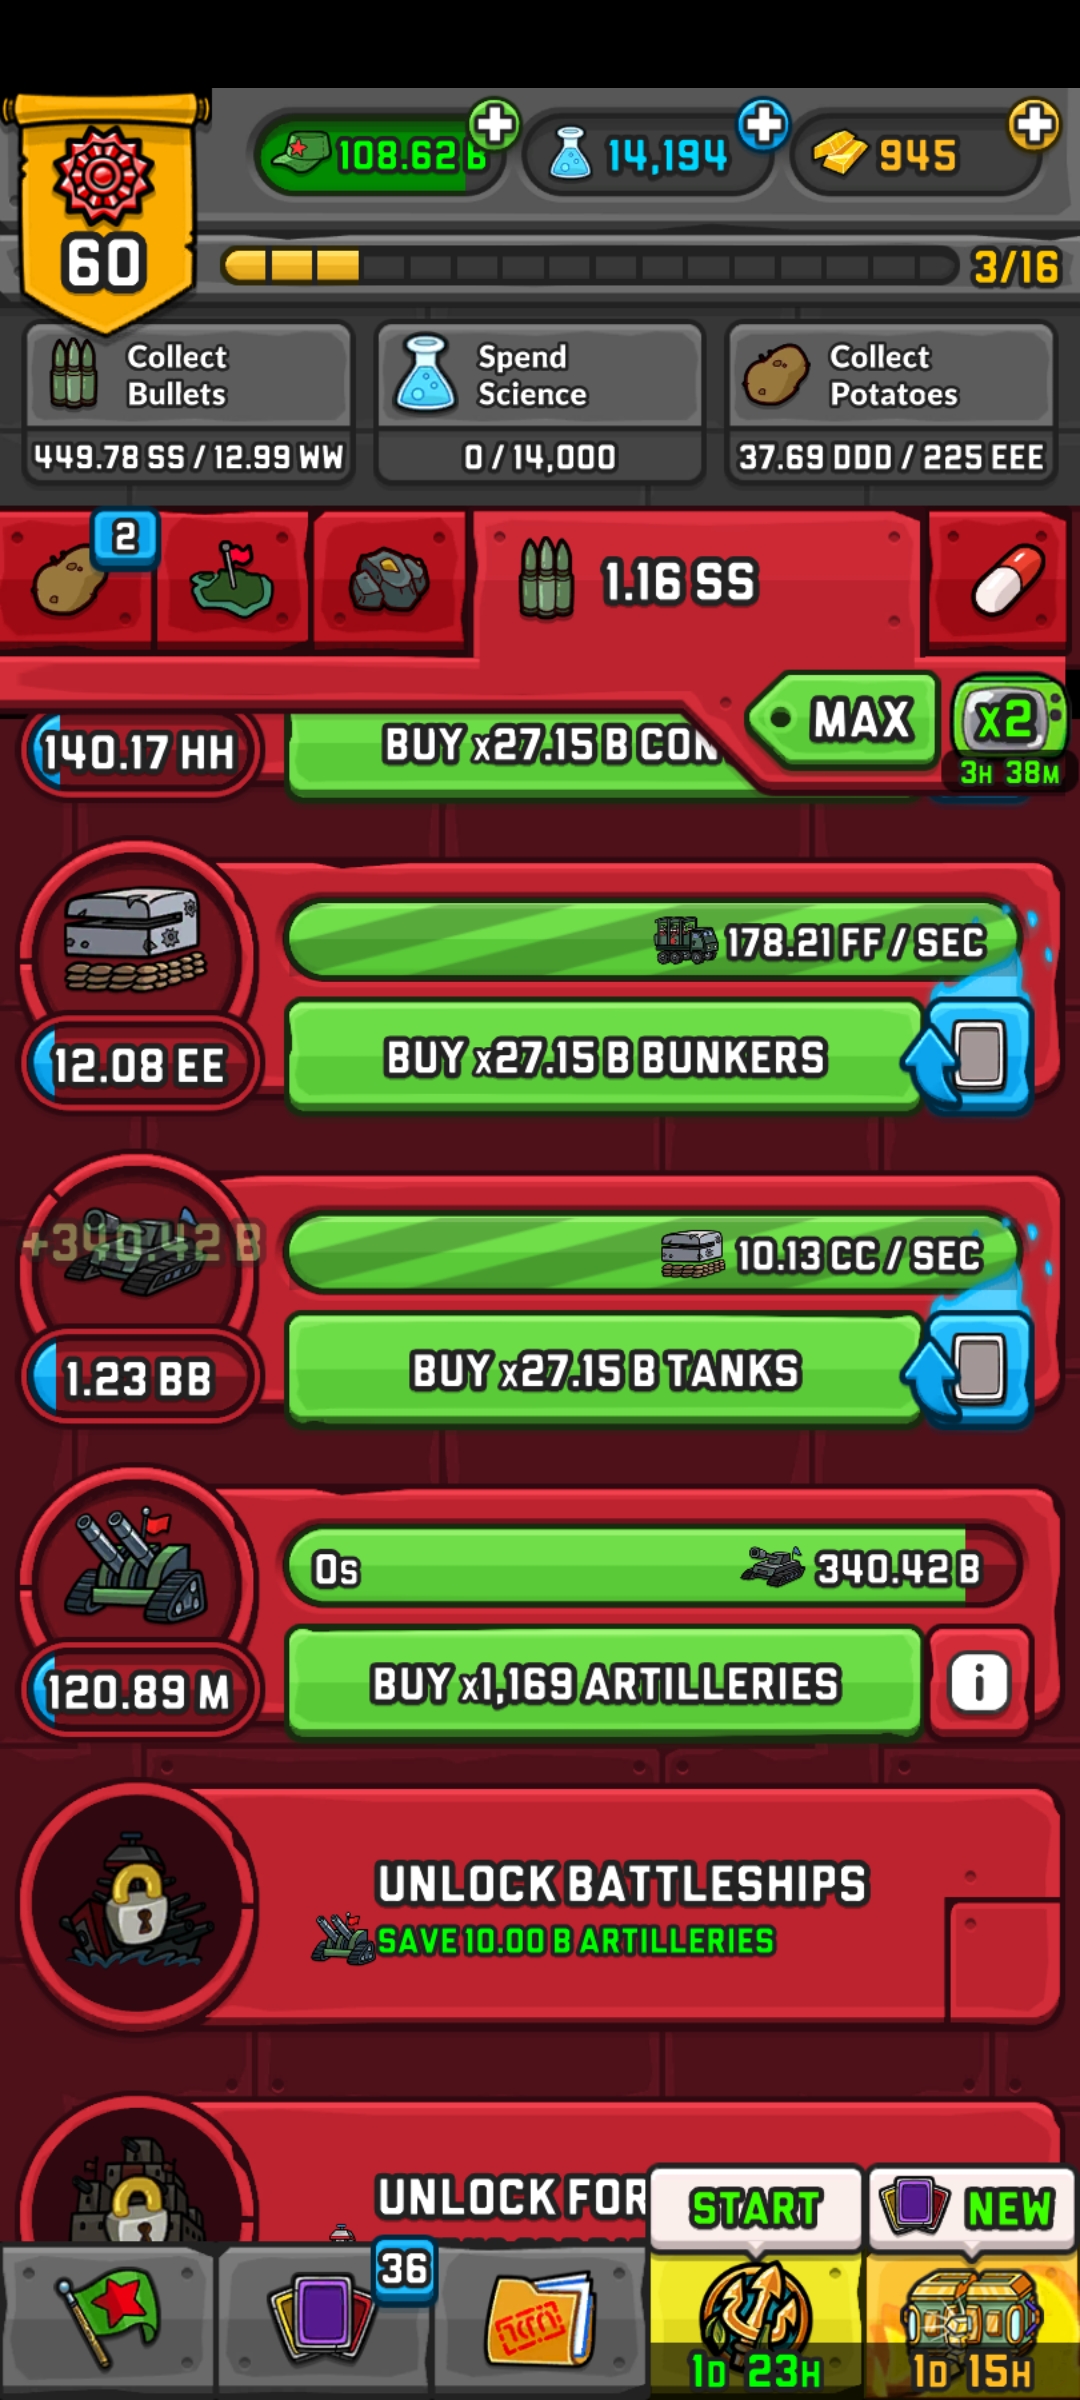 108.62 B
14,194
945
60
3/16
Collect
Bullets
449.78 SS / 12.99 WW
Spend
Science
0 / 14,000
Collect
Potatoes
37.69 DDD / 225 EEE
2
1.16 SS
MAX
x2
3H 38M
140.17 HH
BUY x27.15 B CON
178.21 FF / SEC
12.08 EE
BUY x27.15 B BUNKERS
+340.42 B
10.13 CC / SEC
1.23 BB
BUY x27.15 B TANKS
0s
340.42 B
120.89 M
BUY x1,169 ARTILLERIES
i
UNLOCK BATTLESHIPS
SAVE 10.00 B ARTILLERIES
UNLOCK FOR
START
NEW
36
1D 23H
1D 15H